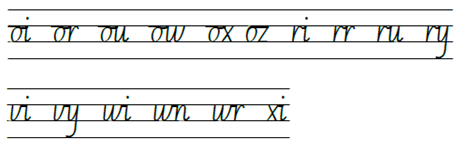 oi or ou ow ox oz ri rr ru ry
vi vy wi wn wr xi